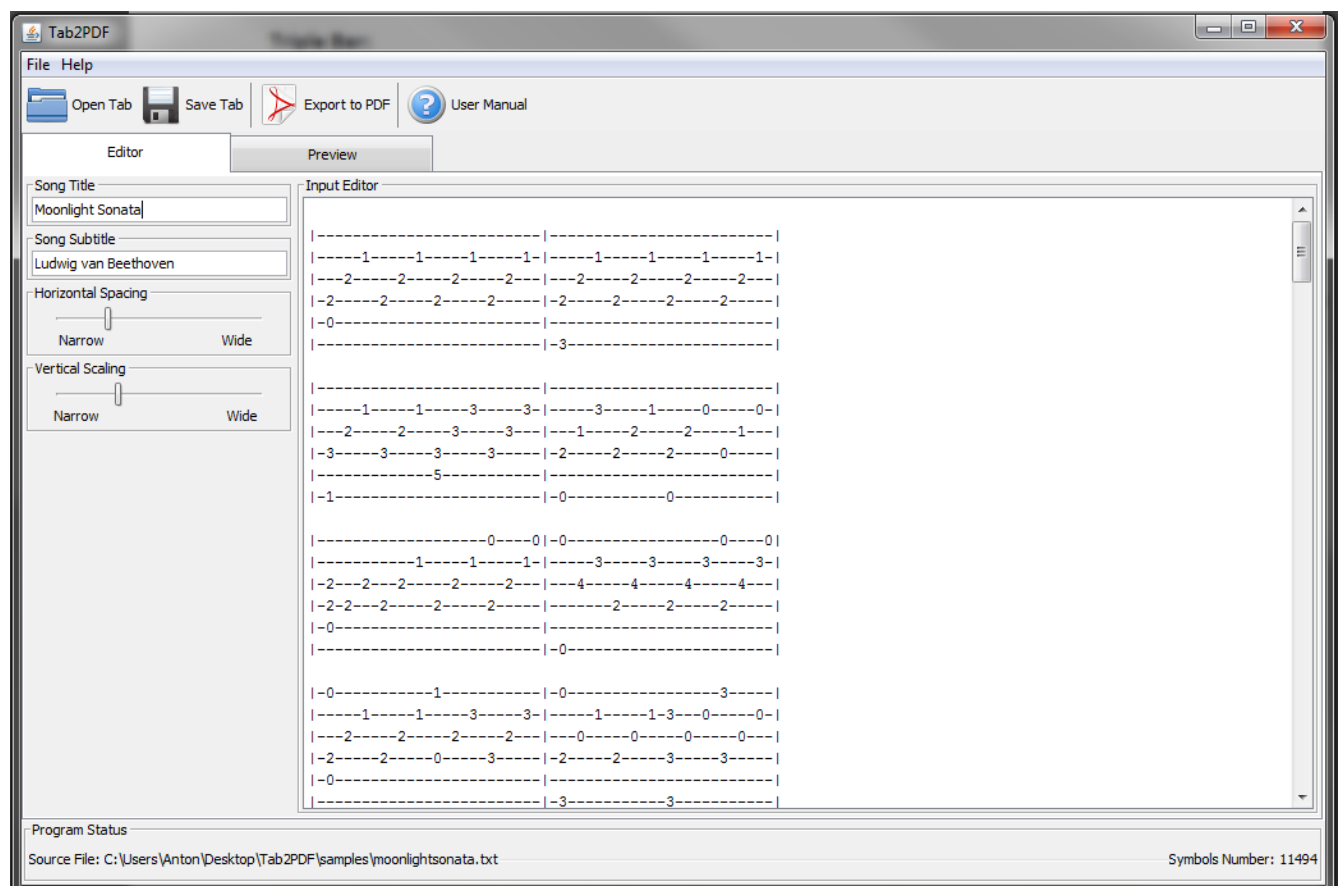 Tab2PDF
Triple Bar:
File Help
Open Tab Save Tab Export to PDF User Manual
Editor Preview
Song Title
Moonlight Sonata
Song Subtitle
Ludwig van Beethoven
Horizontal Spacing
Narrow Wide
Vertical Scaling
Narrow Wide
Input Editor
|-------------------------|-------------------------|
|-----1-----1-----1-----1-|-----1-----1-----1-----1-|
|---2-----2-----2-----2---|---2-----2-----2-----2---|
|-2-----2-----2-----2-----|-2-----2-----2-----2-----|
|-0-----------------------|-------------------------|
|-------------------------|-3-----------------------|
|-------------------------|-------------------------|
|-----1-----1-----3-----3-|-----3-----1-----0-----0-|
|---2-----2-----3-----3---|---1-----2-----2-----1---|
|-3-----3-----3-----3-----|-2-----2-----2-----0-----|
|-------------5-----------|-------------------------|
|-1-----------------------|-0-----------0-----------|
|-------------------0----0|-0-----------------0----0|
|-----------1-----1-----1-|-----3-----3-----3-----3-|
|-2---2---2-----2-----2---|---4-----4-----4-----4---|
|-2-2---2-----2-----2-----|-------2-----2-----2-----|
|-0-----------------------|-------------------------|
|-------------------------|-0-----------------------|
|-0-----------1-----------|-0-----------------3-----|
|-----1-----1-----3-----3-|-----1-----1-3---0-----0-|
|---2-----2-----2-----2---|---0-----0-----0-----0---|
|-2-----2-----0-----3-----|-2-----2-----3-----3-----|
|-0-----------------------|-------------------------|
|-------------------------|-3-----------3-----------|
Program Status
Source File: C:\Users\Anton\Desktop\Tab2PDF\samples\moonlightsonata.txt Symbols Number: 11494